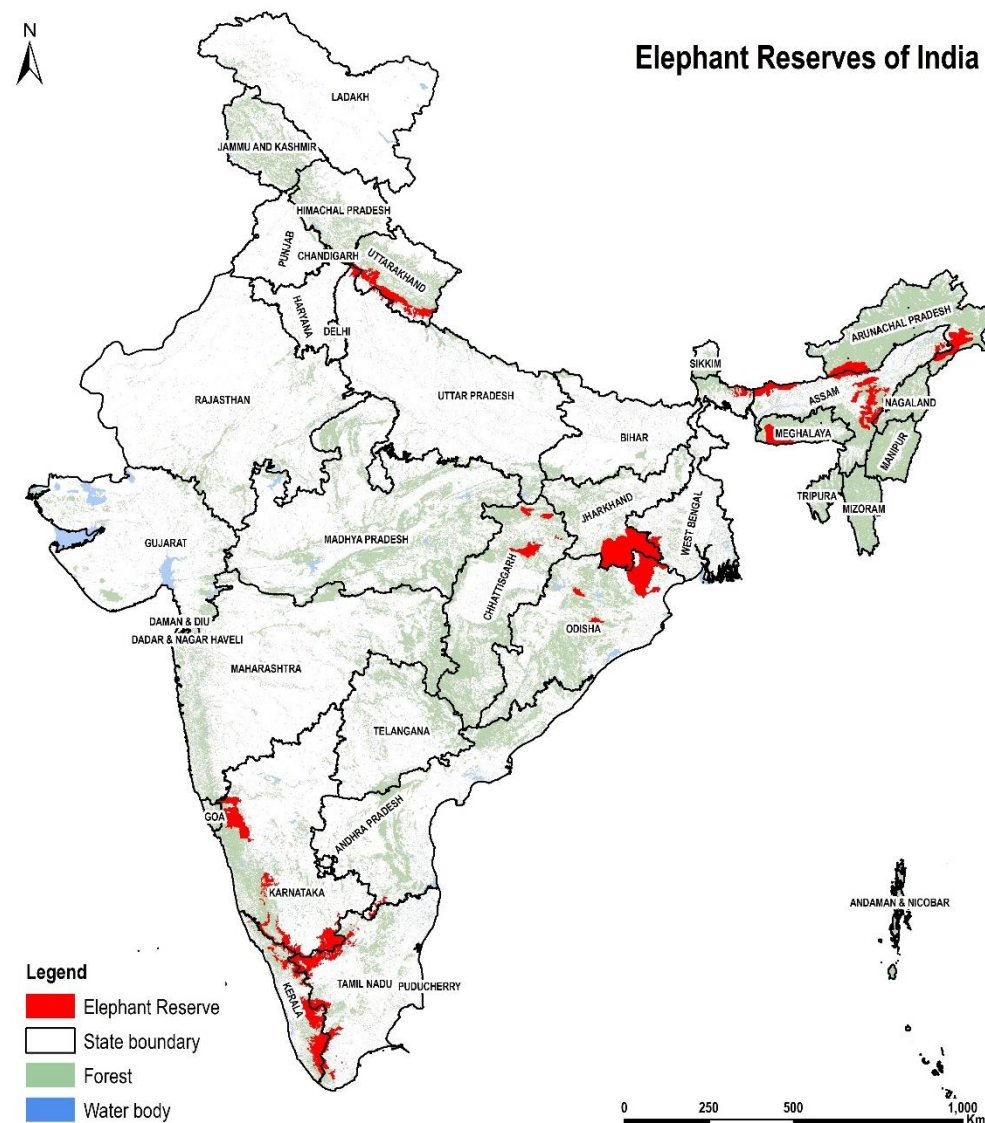 N
Elephant Reserves of India
LADAKH
JAMMU AND KASHMIR
HIMACHAL PRADESH
PUNJAB
CHANDIGARH
UTTARAKHAND
HARYANA
DELHI
ARUNACHAL PRADESH
SIKKIM
RAJASTHAN
UTTAR PRADESH
ASSAM
NAGALAND
BIHAR
MEGHALAYA
MANIPUR
TRIPURA
MIZORAM
JHARKHAND
WEST BENGAL
GUJARAT
MADHYA PRADESH
CHHATTISGARH
DAMAN & DIU
DADAR & NAGAR HAVELI
ODISHA
MAHARASHTRA
TELANGANA
GOA
ANDHRA PRADESH
KARNATAKA
ANDAMAN & NICOBAR
KERALA
TAMIL NADU
PUDUCHERRY
Legend
Elephant Reserve
State boundary
Forest
Water body
0 250 500 1,000
Km